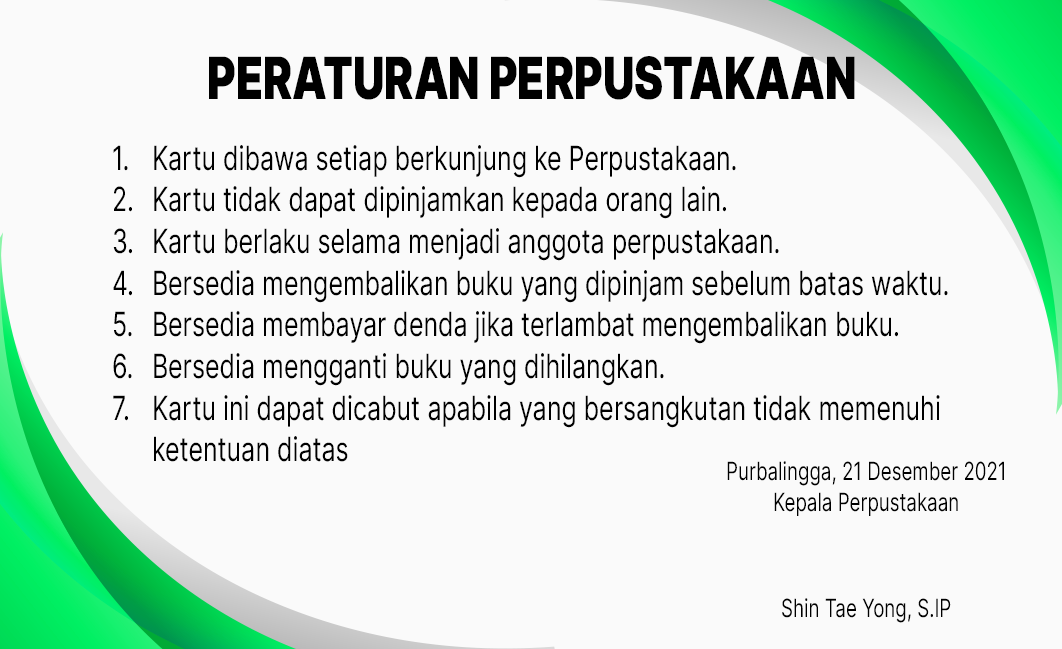 PERATURAN PERPUSTAKAAN
1. Kartu dibawa setiap berkunjung ke Perpustakaan.
2. Kartu tidak dapat dipinjamkan kepada orang lain.
3. Kartu berlaku selama menjadi anggota perpustakaan.
4. Bersedia mengembalikan buku yang dipinjam sebelum batas waktu.
5. Bersedia membayar denda jika terlambat mengembalikan buku.
6. Bersedia mengganti buku yang dihilangkan.
7. Kartu ini dapat dicabut apabila yang bersangkutan tidak memenuhi
ketentuan diatas
Purbalingga, 21 Desember 2021
Kepala Perpustakaan
Shin Tae Yong, S.IP